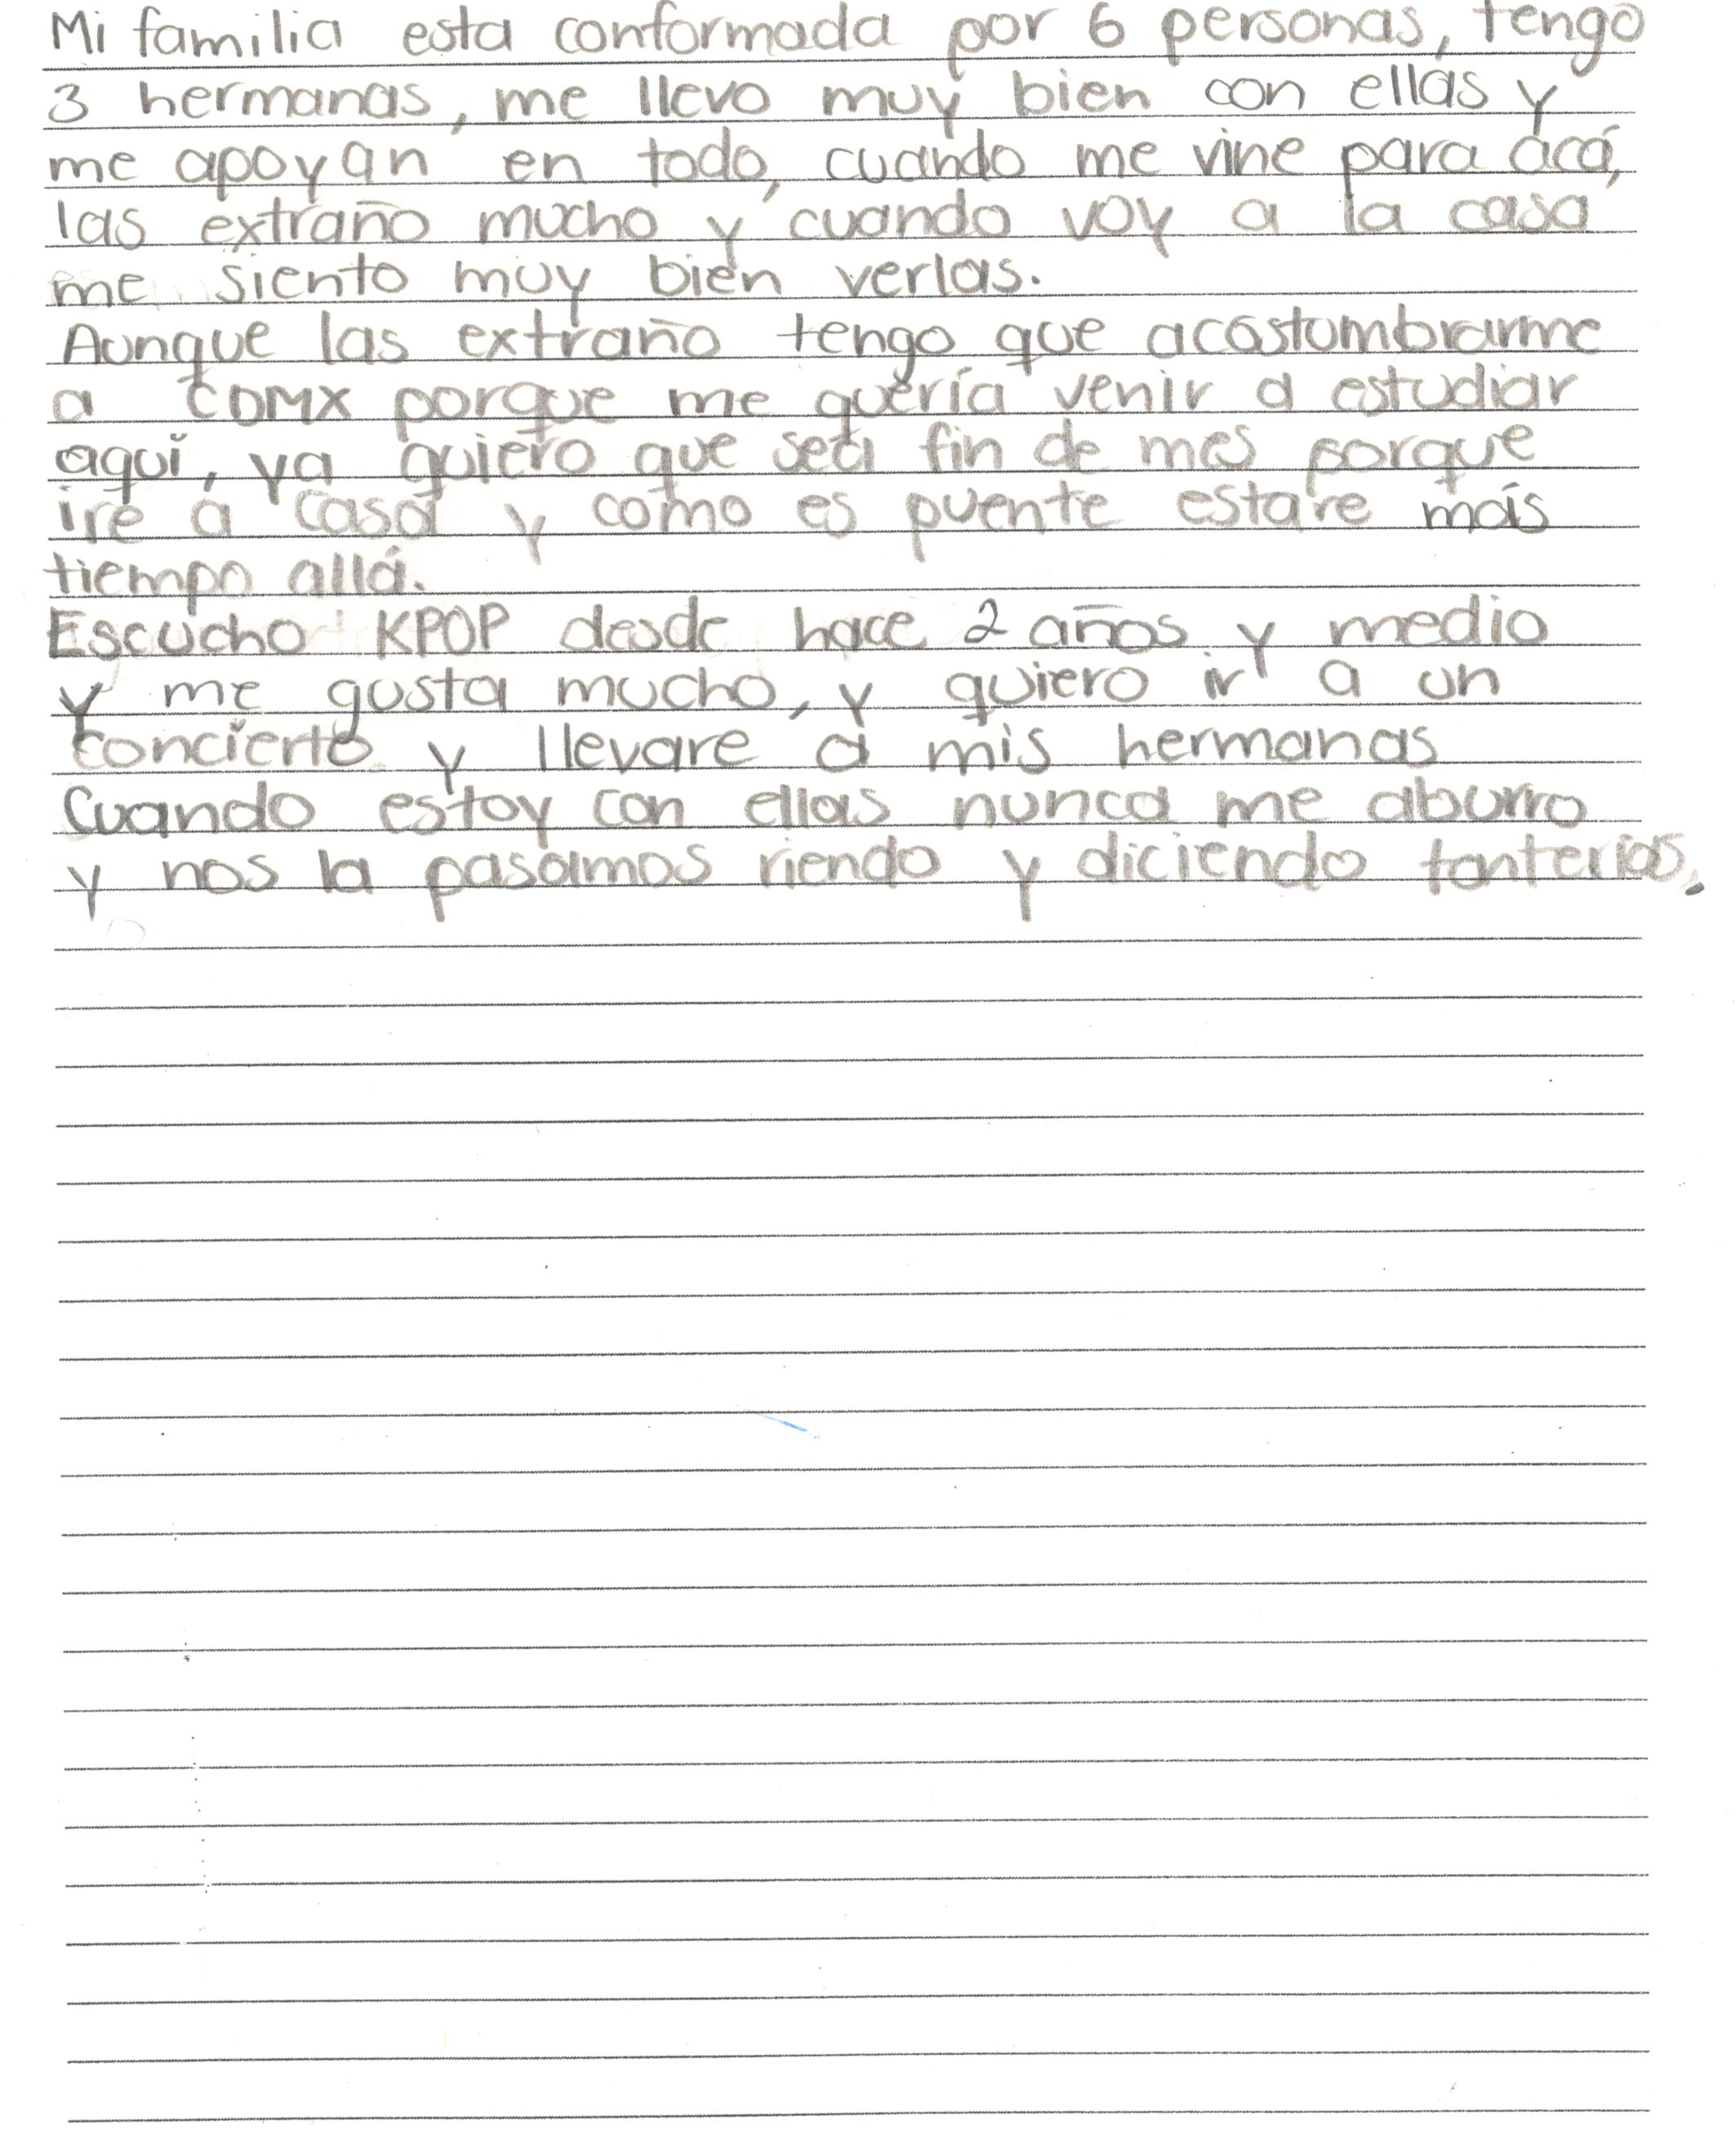 Mi familia esta conformada por 6 personas, tengo
3 hermanas, me llevo muy bien con ellas y
me apoyan en todo, cuando me vine para acá,
las extraño mucho y cuando voy a la casa
me siento muy bien verlas.
Aunque las extraño tengo que acostumbrarme
a CDMX porque me quería venir a estudiar
aquí, ya quiero que sea fin de mes porque
iré a casa y como es puente estare más
tiempo allá.
Escucho KPOP desde hace 2 años y medio
y me gusta mucho, y quiero ir a un
concierto y llevare a mis hermanas
Cuando estoy con ellas nunca me aburro
y nos la pasamos riendo y diciendo tonterias.